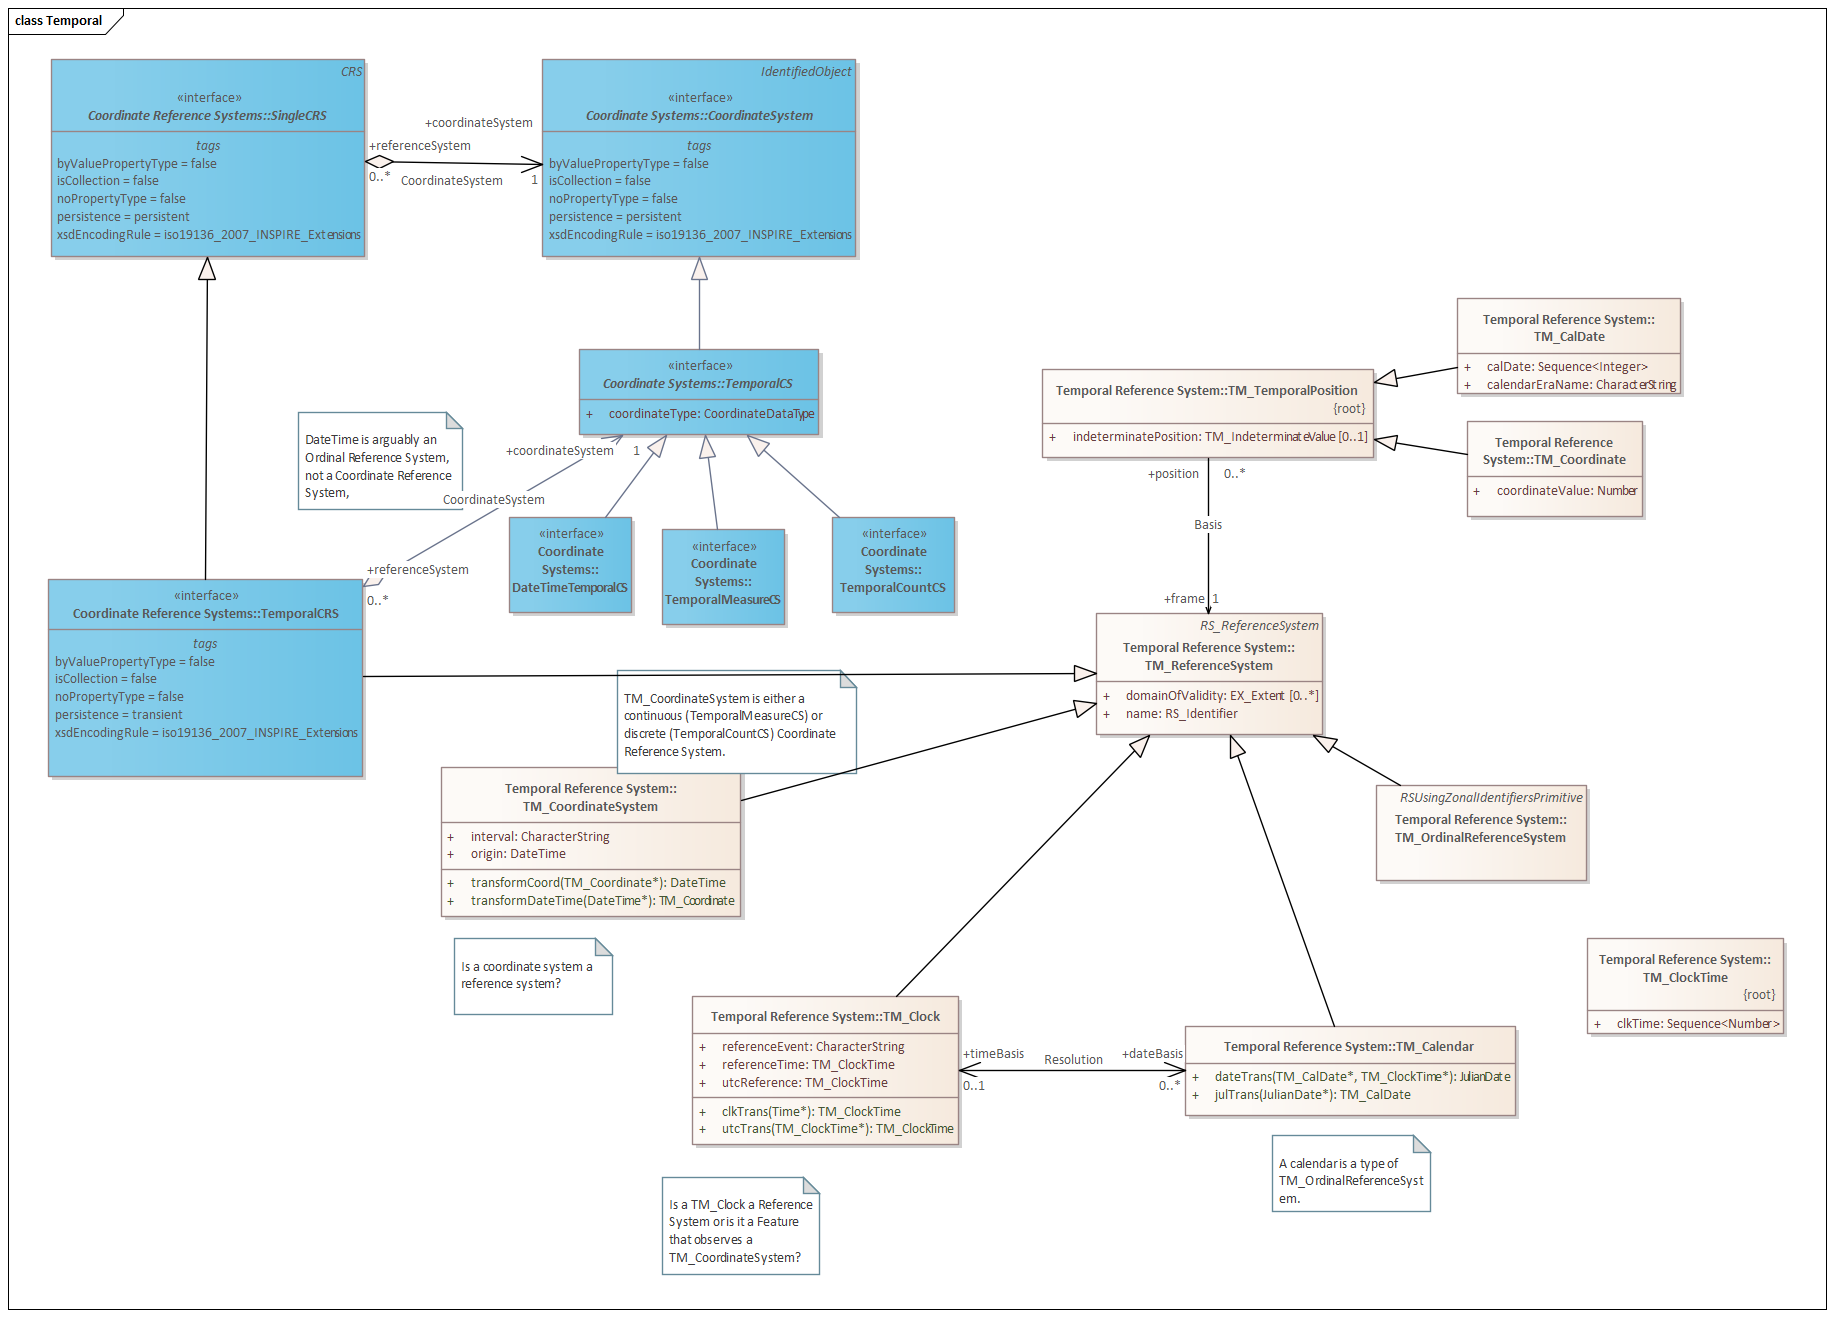 class Temporal
CRS
«interface»
Coordinate Reference Systems::SingleCRS
tags
byValuePropertyType = false
isCollection = false
noPropertyType = false
persistence = persistent
xsdEncodingRule = iso19136_2007_INSPIRE_Extensions
+coordinateSystem
+referenceSystem
0..*
CoordinateSystem
1
IdentifiedObject
«interface»
Coordinate Systems::CoordinateSystem
tags
byValuePropertyType = false
isCollection = false
noPropertyType = false
persistence = persistent
xsdEncodingRule = iso19136_2007_INSPIRE_Extensions
«interface»
Coordinate Systems::TemporalCS
+ coordinateType: CoordinateDataType
DateTime is arguably an
Ordinal Reference System,
not a Coordinate Reference
System,
+coordinateSystem
1
CoordinateSystem
+referenceSystem
0..*
«interface»
Coordinate
Systems::
DateTimeTemporalCS
«interface»
Coordinate
Systems::
TemporalMeasureCS
«interface»
Coordinate
Systems::
TemporalCountCS
«interface»
Coordinate Reference Systems::TemporalCRS
tags
byValuePropertyType = false
isCollection = false
noPropertyType = false
persistence = transient
xsdEncodingRule = iso19136_2007_INSPIRE_Extensions
Temporal Reference System::
TM_CalDate
+ calDate: Sequence<Integer>
+ calendarEraName: CharacterString
Temporal Reference System::TM_TemporalPosition
{root}
+ indeterminatePosition: TM_IndeterminateValue [0..1]
Temporal Reference
System::TM_Coordinate
+ coordinateValue: Number
+position
0..*
Basis
+frame
1
RS_ReferenceSystem
Temporal Reference System::
TM_ReferenceSystem
+ domainOfValidity: EX_Extent [0..*]
+ name: RS_Identifier
TM_CoordinateSystem is either a
continuous (TemporalMeasureCS) or
discrete (TemporalCountCS) Coordinate
Reference System.
Temporal Reference System::
TM_CoordinateSystem
+ interval: CharacterString
+ origin: DateTime
+ transformCoord(TM_Coordinate*): DateTime
+ transformDateTime(DateTime*): TM_Coordinate
RSUsingZonalIdentifiersPrimitive
Temporal Reference System::
TM_OrdinalReferenceSystem
Is a coordinate system a
reference system?
Temporal Reference System::
TM_ClockTime
{root}
+ clkTime: Sequence<Number>
Temporal Reference System::TM_Clock
+ referenceEvent: CharacterString
+ referenceTime: TM_ClockTime
+ utcReference: TM_ClockTime
+ clkTrans(Time*): TM_ClockTime
+ utcTrans(TM_ClockTime*): TM_ClockTime
+timeBasis
0..1
Resolution
+dateBasis
0..*
Temporal Reference System::TM_Calendar
+ dateTrans(TM_CalDate*, TM_ClockTime*): JulianDate
+ julTrans(JulianDate*): TM_CalDate
A calendar is a type of
TM_OrdinalReferenceSyst
em.
Is a TM_Clock a Reference
System or is it a Feature
that observes a
TM_CoordinateSystem?